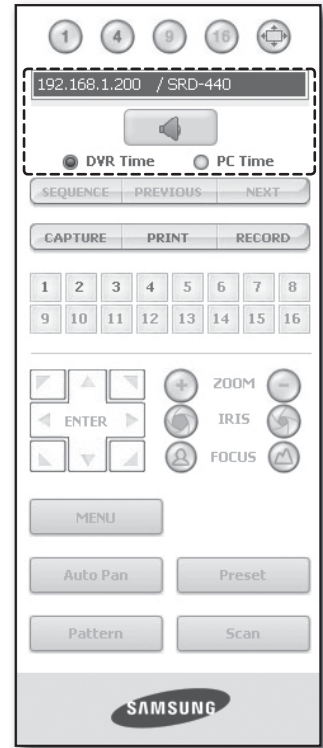 1 4 9 16
192.168.1.200 / SRD-440
DVR Time PC Time
SEQUENCE PREVIOUS NEXT
CAPTURE PRINT RECORD
1 2 3 4 5 6 7 8
9 10 11 12 13 14 15 16
ZOOM
ENTER IRIS
FOCUS
MENU
Auto Pan Preset
Pattern Scan
SAMSUNG